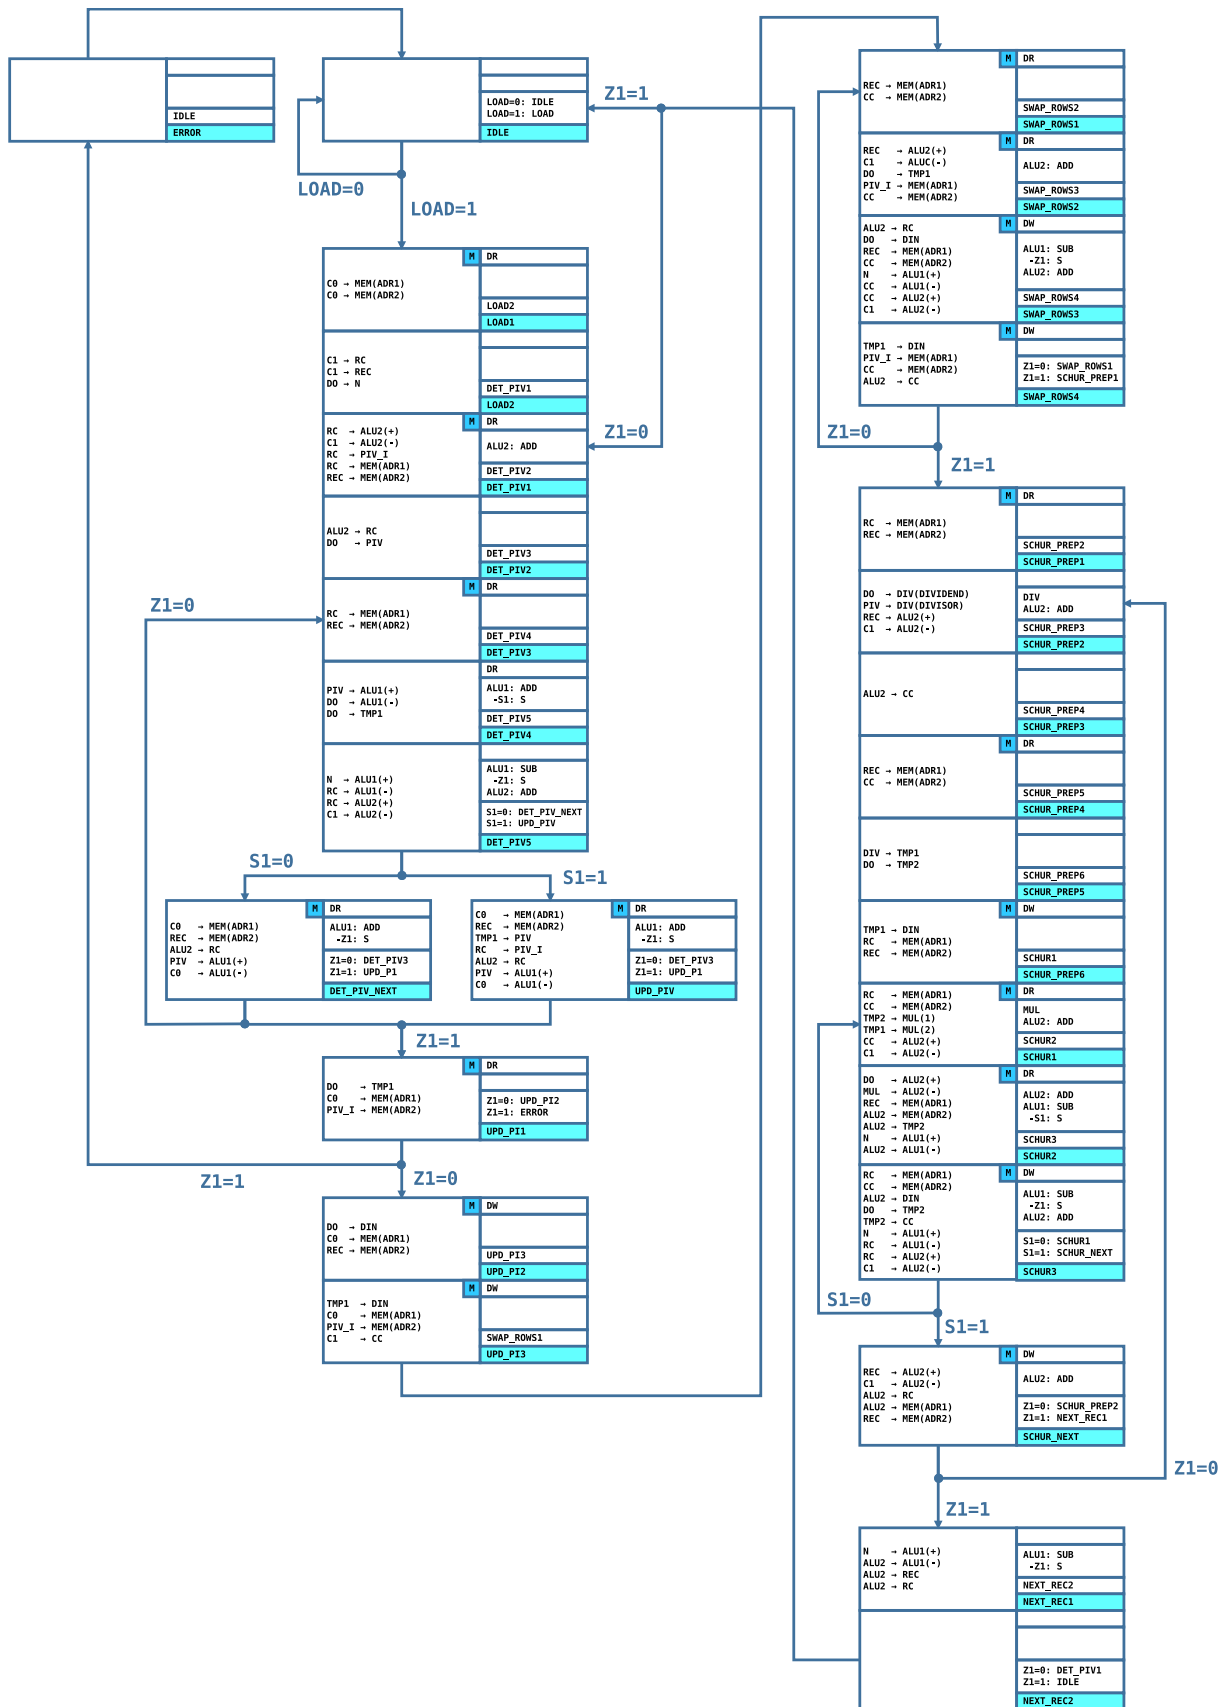 IDLE
ERROR
LOAD=0: IDLE
LOAD=1: LOAD
IDLE
LOAD=0
LOAD=1
Z1=1
C0 → MEM(ADR1)
C0 → MEM(ADR2)
M DR
LOAD2
LOAD1
C1 → RC
C1 → REC
DO → N
DET_PIV1
LOAD2
RC → ALU2(+)
C1 → ALU2(-)
RC → PIV_I
RC → MEM(ADR1)
REC → MEM(ADR2)
M DR
ALU2: ADD
DET_PIV2
DET_PIV1
Z1=0
ALU2 → RC
DO → PIV
DET_PIV3
DET_PIV2
Z1=0
RC → MEM(ADR1)
REC → MEM(ADR2)
M DR
DET_PIV4
DET_PIV3
PIV → ALU1(+)
DO → ALU1(-)
DO → TMP1
DR
ALU1: ADD
-S1: S
DET_PIV5
DET_PIV4
N → ALU1(+)
RC → ALU1(-)
RC → ALU2(+)
C1 → ALU2(-)
ALU1: SUB
-Z1: S
ALU2: ADD
S1=0: DET_PIV_NEXT
S1=1: UPD_PIV
DET_PIV5
S1=0
S1=1
C0 → MEM(ADR1)
REC → MEM(ADR2)
ALU2 → RC
PIV → ALU1(+)
C0 → ALU1(-)
M DR
ALU1: ADD
-Z1: S
Z1=0: DET_PIV3
Z1=1: UPD_P1
DET_PIV_NEXT
C0 → MEM(ADR1)
REC → MEM(ADR2)
TMP1 → PIV
RC → PIV_I
ALU2 → RC
PIV → ALU1(+)
C0 → ALU1(-)
M DR
ALU1: ADD
-Z1: S
Z1=0: DET_PIV3
Z1=1: UPD_P1
UPD_PIV
Z1=1
DO → TMP1
C0 → MEM(ADR1)
PIV_I → MEM(ADR2)
M DR
Z1=0: UPD_PI2
Z1=1: ERROR
UPD_PI1
Z1=1
Z1=0
DO → DIN
C0 → MEM(ADR1)
REC → MEM(ADR2)
M DW
UPD_PI3
UPD_PI2
TMP1 → DIN
C0 → MEM(ADR1)
PIV_I → MEM(ADR2)
C1 → CC
M DW
SWAP_ROWS1
UPD_PI3
REC → MEM(ADR1)
CC → MEM(ADR2)
M DR
SWAP_ROWS2
SWAP_ROWS1
REC → ALU2(+)
C1 → ALUC(-)
DO → TMP1
PIV_I → MEM(ADR1)
CC → MEM(ADR2)
M DR
ALU2: ADD
SWAP_ROWS3
SWAP_ROWS2
ALU2 → RC
DO → DIN
REC → MEM(ADR1)
CC → MEM(ADR2)
N → ALU1(+)
CC → ALU1(-)
CC → ALU2(+)
C1 → ALU2(-)
M DW
ALU1: SUB
-Z1: S
ALU2: ADD
SWAP_ROWS4
SWAP_ROWS3
TMP1 → DIN
PIV_I → MEM(ADR1)
CC → MEM(ADR2)
ALU2 → CC
M DW
Z1=0: SWAP_ROWS1
Z1=1: SCHUR_PREP1
SWAP_ROWS4
Z1=0
Z1=1
RC → MEM(ADR1)
REC → MEM(ADR2)
M DR
SCHUR_PREP2
SCHUR_PREP1
DO → DIV(DIVIDEND)
PIV → DIV(DIVISOR)
REC → ALU2(+)
C1 → ALU2(-)
DIV
ALU2: ADD
SCHUR_PREP3
SCHUR_PREP2
ALU2 → CC
SCHUR_PREP4
SCHUR_PREP3
REC → MEM(ADR1)
CC → MEM(ADR2)
M DR
SCHUR_PREP5
SCHUR_PREP4
DIV → TMP1
DO → TMP2
SCHUR_PREP6
SCHUR_PREP5
TMP1 → DIN
RC → MEM(ADR1)
REC → MEM(ADR2)
M DW
SCHUR1
SCHUR_PREP6
RC → MEM(ADR1)
CC → MEM(ADR2)
TMP2 → MUL(1)
TMP1 → MUL(2)
CC → ALU2(+)
C1 → ALU2(-)
M DR
MUL
ALU2: ADD
SCHUR2
SCHUR1
DO → ALU2(+)
MUL → ALU2(-)
REC → MEM(ADR1)
ALU2 → MEM(ADR2)
ALU2 → TMP2
N → ALU1(+)
ALU2 → ALU1(-)
M DR
ALU2: ADD
ALU1: SUB
-S1: S
SCHUR3
SCHUR2
RC → MEM(ADR1)
CC → MEM(ADR2)
ALU2 → DIN
DO → TMP2
TMP2 → CC
N → ALU1(+)
RC → ALU1(-)
RC → ALU2(+)
C1 → ALU2(-)
M DW
ALU1: SUB
-Z1: S
ALU2: ADD
S1=0: SCHUR1
S1=1: SCHUR_NEXT
SCHUR3
S1=0
S1=1
REC → ALU2(+)
C1 → ALU2(-)
ALU2 → RC
ALU2 → MEM(ADR1)
REC → MEM(ADR2)
M DW
ALU2: ADD
Z1=0: SCHUR_PREP2
Z1=1: NEXT_REC1
SCHUR_NEXT
Z1=0
Z1=1
N → ALU1(+)
ALU2 → ALU1(-)
ALU2 → REC
ALU2 → RC
ALU1: SUB
-Z1: S
NEXT_REC2
NEXT_REC1
Z1=0: DET_PIV1
Z1=1: IDLE
NEXT_REC2